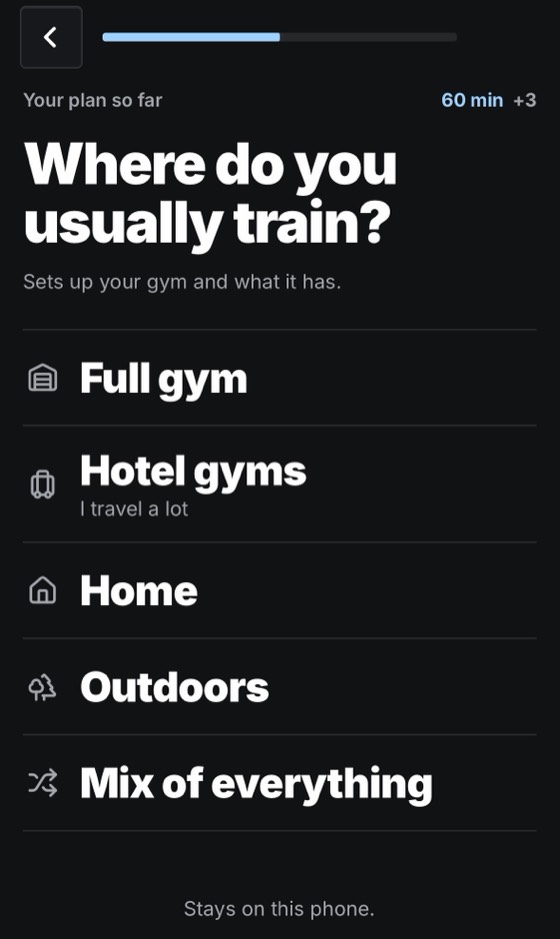 Your plan so far
60 min +3
Where do you
usually train?
Sets up your gym and what it has.
Full gym
Hotel gyms
I travel a lot
Home
Outdoors
Mix of everything
Stays on this phone.